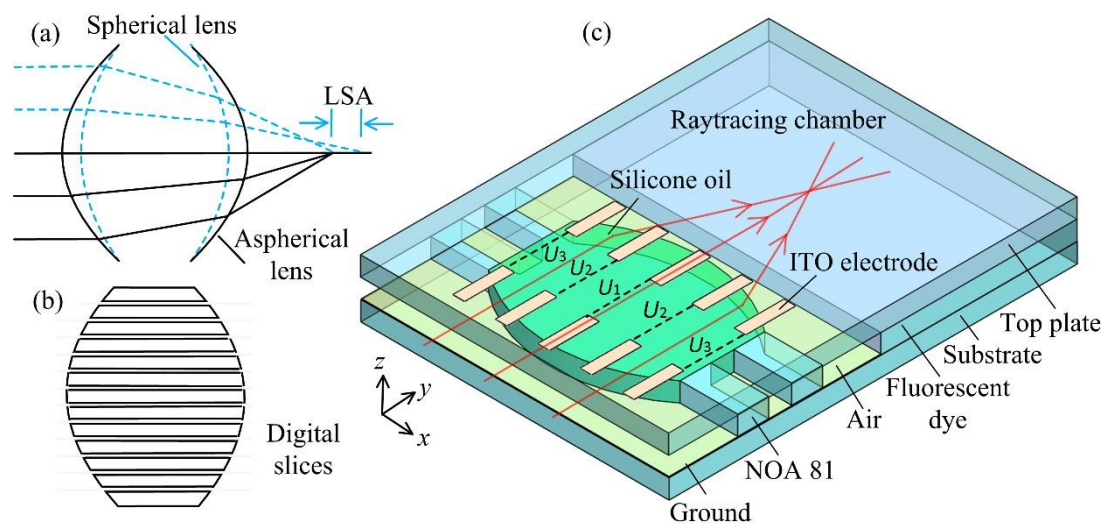 (a)
Spherical lens
LSA
Aspherical
lens
(b)
Digital
slices
(c)
Raytracing chamber
Silicone oil
ITO electrode
U3
U2
U1
U2
U3
z
y
x
Top plate
Substrate
Fluorescent
dye
Air
NOA 81
Ground